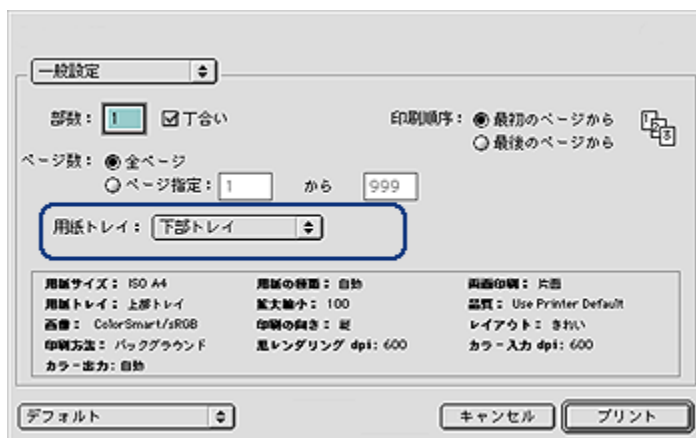 一般設定
部数： 1 丁合い 印刷順序： 最初のページから
最後のページから
1 2 3
ページ数： 全ページ
ページ指定： 1 から 999
用紙トレイ： 下部トレイ
用紙サイズ： ISO A4 用紙の種類： 自動 両面印刷： 片面
用紙トレイ： 上部トレイ 拡大縮小： 100 品質： Use Printer Default
画像： ColorSmart/sRGB 印刷の向き： 縦 レイアウト： きれい
印刷方法： バックグラウンド 黒レンダリング dpi： 600 カラー入力 dpi： 600
カラー出力： 自動
デフォルト キャンセル プリント